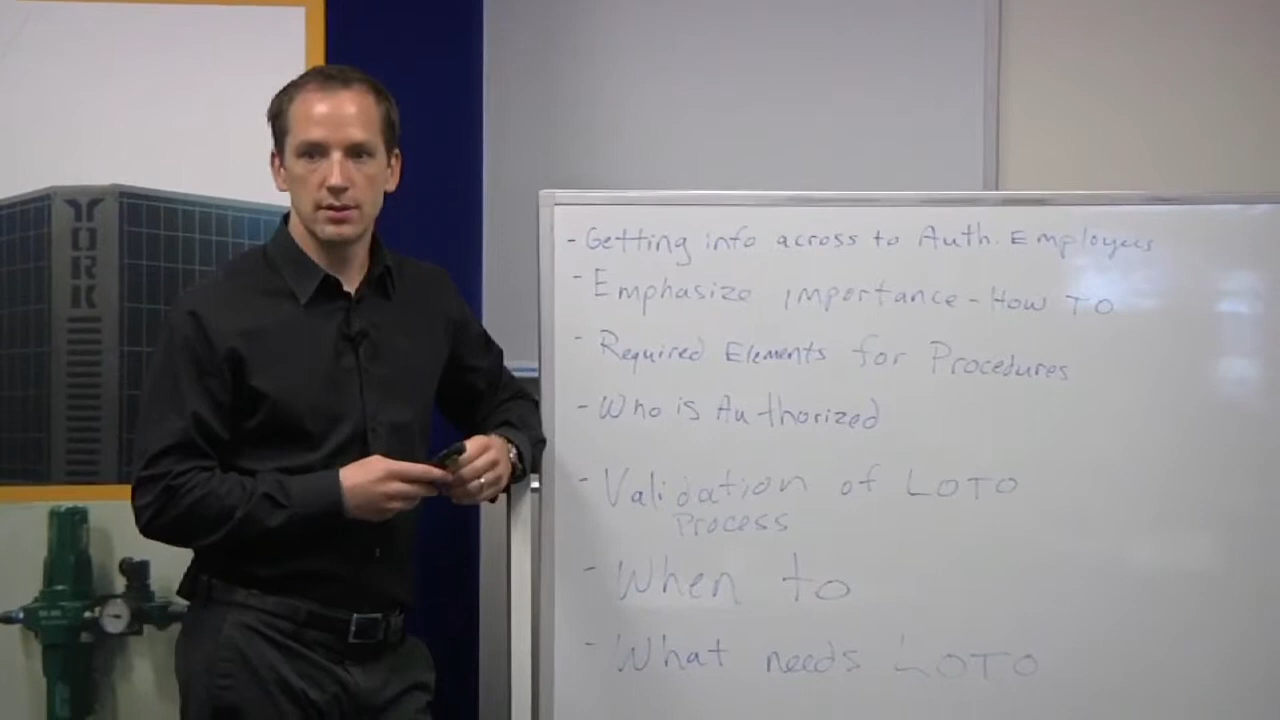 YORK
- Getting info across to Auth. Employees
- Emphasize importance - How To
- Required Elements for Procedures
- Who is Authorized
- Validation of LOTO
Process
- When to
- What needs LOTO